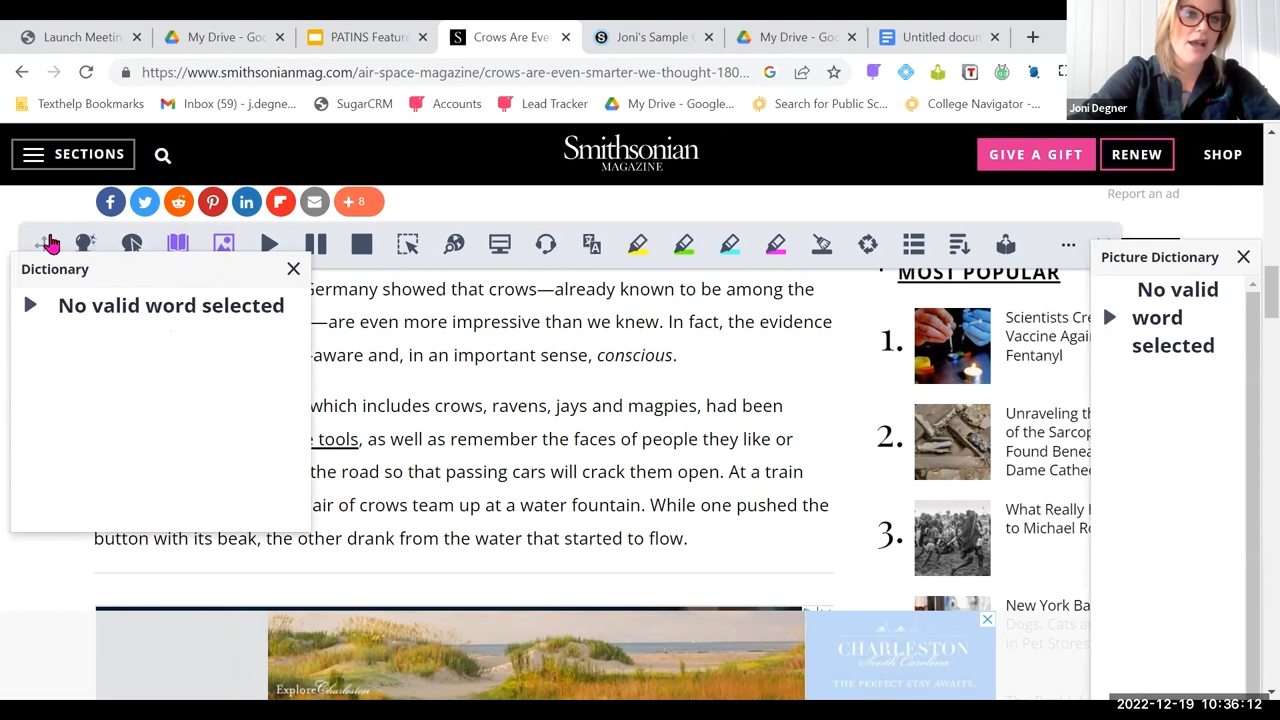 Launch Meetin
My Drive - Goo
PATINS Feature
S Crows Are Eve
S Joni's Sample
My Drive - Goo
Untitled docum
https://www.smithsonianmag.com/air-space-magazine/crows-are-even-smarter-we-thought-180...
Joni Degner
Texthelp Bookmarks
Inbox (59) - j.degne...
SugarCRM
Accounts
Lead Tracker
My Drive - Google...
Search for Public Sc...
College Navigator -...
SECTIONS
Smithsonian
MAGAZINE
GIVE A GIFT
RENEW
SHOP
+ 8
Report an ad
Dictionary
No valid word selected
Germany showed that crows—already known to be among the
—are even more impressive than we knew. In fact, the evidence
-aware and, in an important sense, conscious.
which includes crows, ravens, jays and magpies, had been
e tools, as well as remember the faces of people they like or
the road so that passing cars will crack them open. At a train
air of crows team up at a water fountain. While one pushed the
button with its beak, the other drank from the water that started to flow.
MOST POPULAR
1.
Scientists Cre
Vaccine Agai
Fentanyl
2.
Unraveling th
of the Sarcop
Found Benea
Dame Cathe
3.
What Really
to Michael Ro
New York Ba
Dogs, Cats a
in Pet Stores
Picture Dictionary
No valid
word
selected
Explore Charleston
CHARLESTON
South Carolina
THE PERFECT STAY AWAITS.
2022-12-19 10:36:12